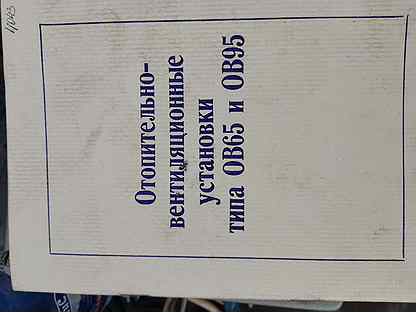 Отопительно-
вентиляционные
установки
типа ОВ65 и ОВ95